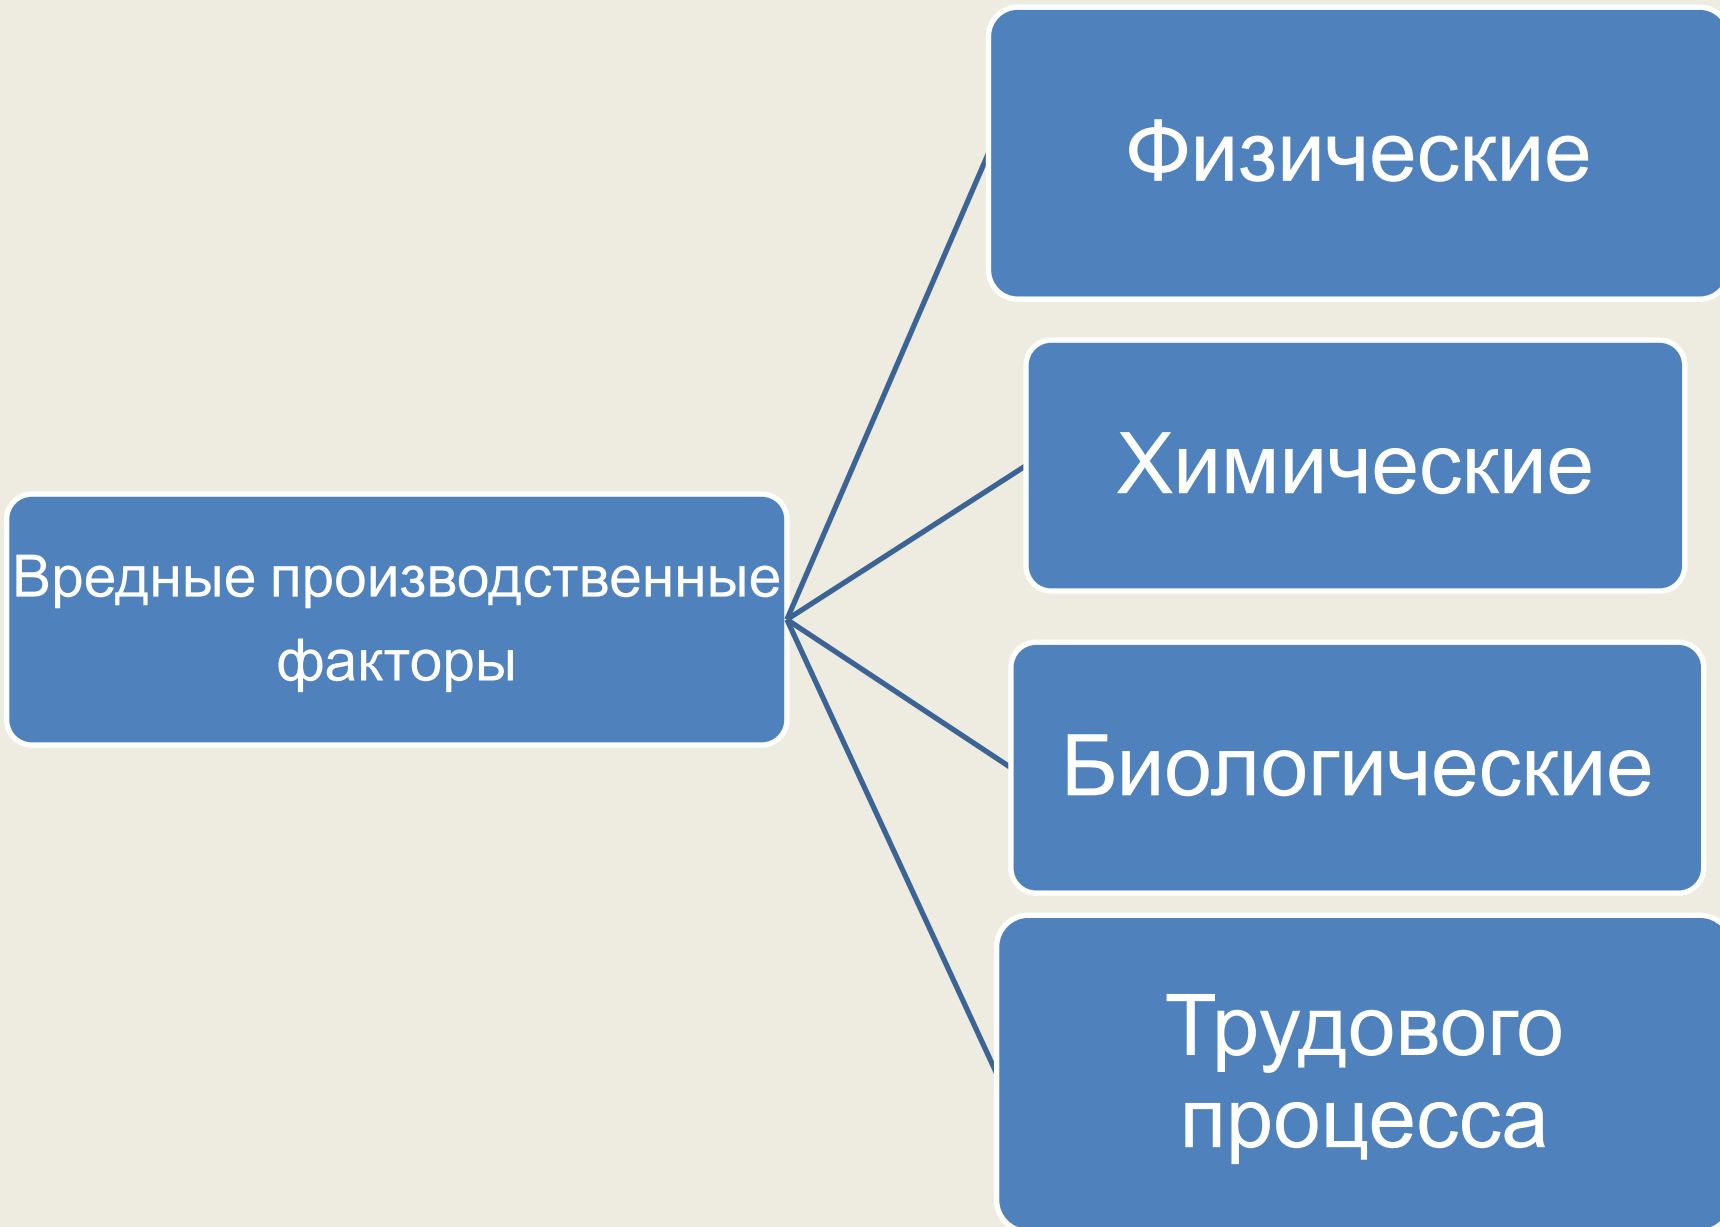 Физические
Химические
Вредные производственные
факторы
Биологические
Трудового
процесса